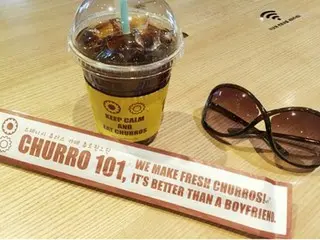 KEEP CALM
AND
EAT CHURROS
CHURRO 101,
WE MAKE FRESH CHURROS!
IT'S BETTER THAN A BOYFRIEND.